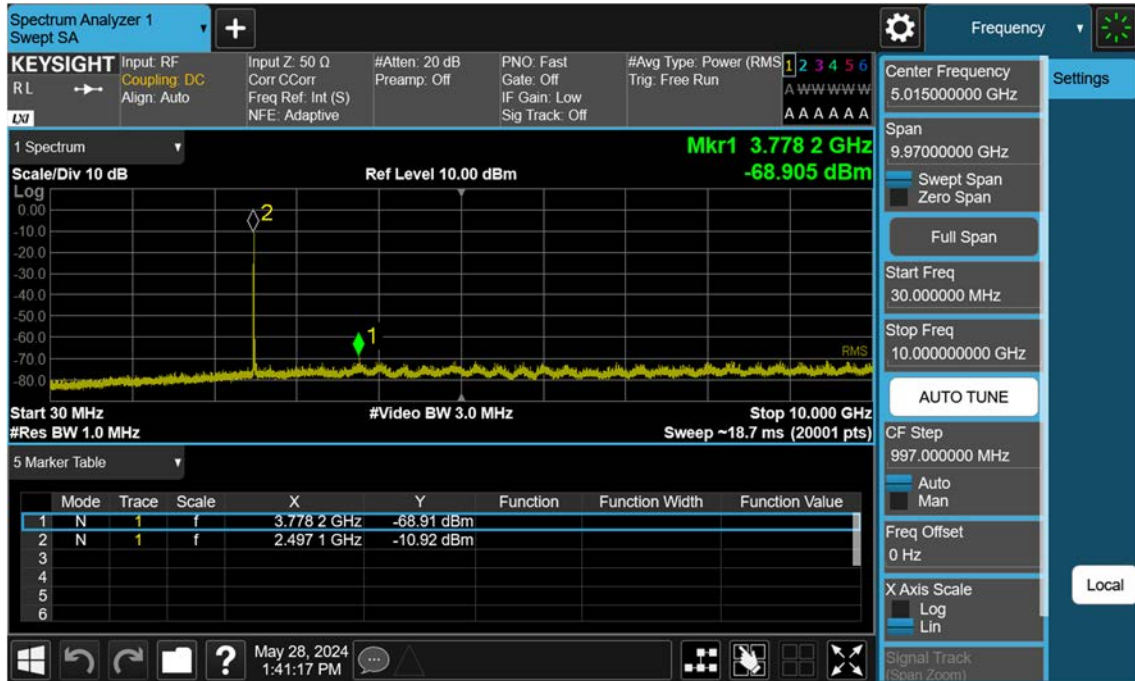 Spectrum Analyzer 1
Swept SA
+
Frequency
KEYSIGHT
R L
LXI
Input: RF
Coupling: DC
Align: Auto
Input Z: 50 Ω
Corr CCorr
Freq Ref: Int (S)
NFE: Adaptive
#Atten: 20 dB
Preamp: Off
PNO: Fast
Gate: Off
IF Gain: Low
Sig Track: Off
#Avg Type: Power (RMS
Trig: Free Run
1 2 3 4 5 6
A W W W W W
A A A A A A
1 Spectrum
Mkr1 3.778 2 GHz
Scale/Div 10 dB
Ref Level 10.00 dBm
-68.905 dBm
Log
0.00
-10.0
-20.0
-30.0
-40.0
-50.0
-60.0
-70.0
-80.0
2
1
RMS
Start 30 MHz
#Video BW 3.0 MHz
Stop 10.000 GHz
#Res BW 1.0 MHz
Sweep ~18.7 ms (20001 pts)
5 Marker Table
Mode Trace Scale X Y Function Function Width Function Value
1 N 1 f 3.778 2 GHz -68.91 dBm
2 N 1 f 2.497 1 GHz -10.92 dBm
3
4
5
6
?
May 28, 2024
1:41:17 PM
Center Frequency
5.015000000 GHz
Span
9.97000000 GHz
Swept Span
Zero Span
Full Span
Start Freq
30.000000 MHz
Stop Freq
10.000000000 GHz
AUTO TUNE
CF Step
997.000000 MHz
Auto
Man
Freq Offset
0 Hz
X Axis Scale
Log
Lin
Signal Track
(Span Zoom)
Settings
Local